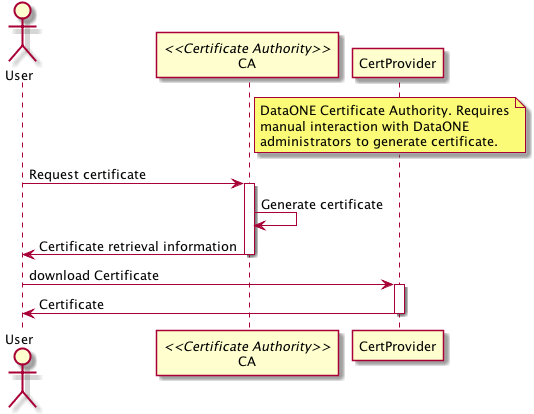 User
<<Certificate Authority>>
CA
CertProvider
DataONE Certificate Authority. Requires
manual interaction with DataONE
administrators to generate certificate.
Request certificate
Generate certificate
Certificate retrieval information
download Certificate
Certificate
User
<<Certificate Authority>>
CA
CertProvider